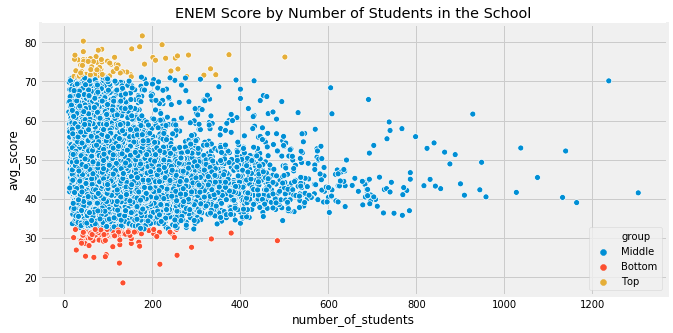 ENEM Score by Number of Students in the School
avg_score
80
70
60
50
40
30
20
group
Middle
Bottom
Top
0 200 400 600 800 1000 1200
number_of_students